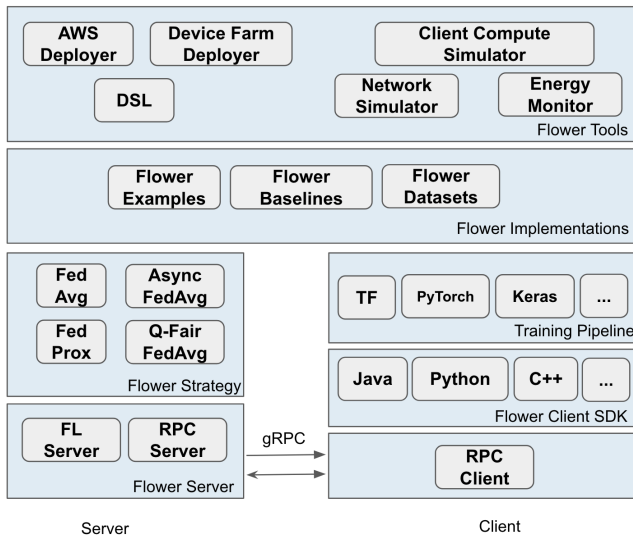 AWS
Deployer
Device Farm
Deployer
Client Compute
Simulator
DSL
Network
Simulator
Energy
Monitor
Flower Tools
Flower
Examples
Flower
Baselines
Flower
Datasets
Flower Implementations
Fed
Avg
Async
FedAvg
Fed
Prox
Q-Fair
FedAvg
Flower Strategy
TF
PyTorch
Keras
...
Training Pipeline
Java
Python
C++
...
Flower Client SDK
FL
Server
RPC
Server
Flower Server
gRPC
RPC
Client
Server
Client